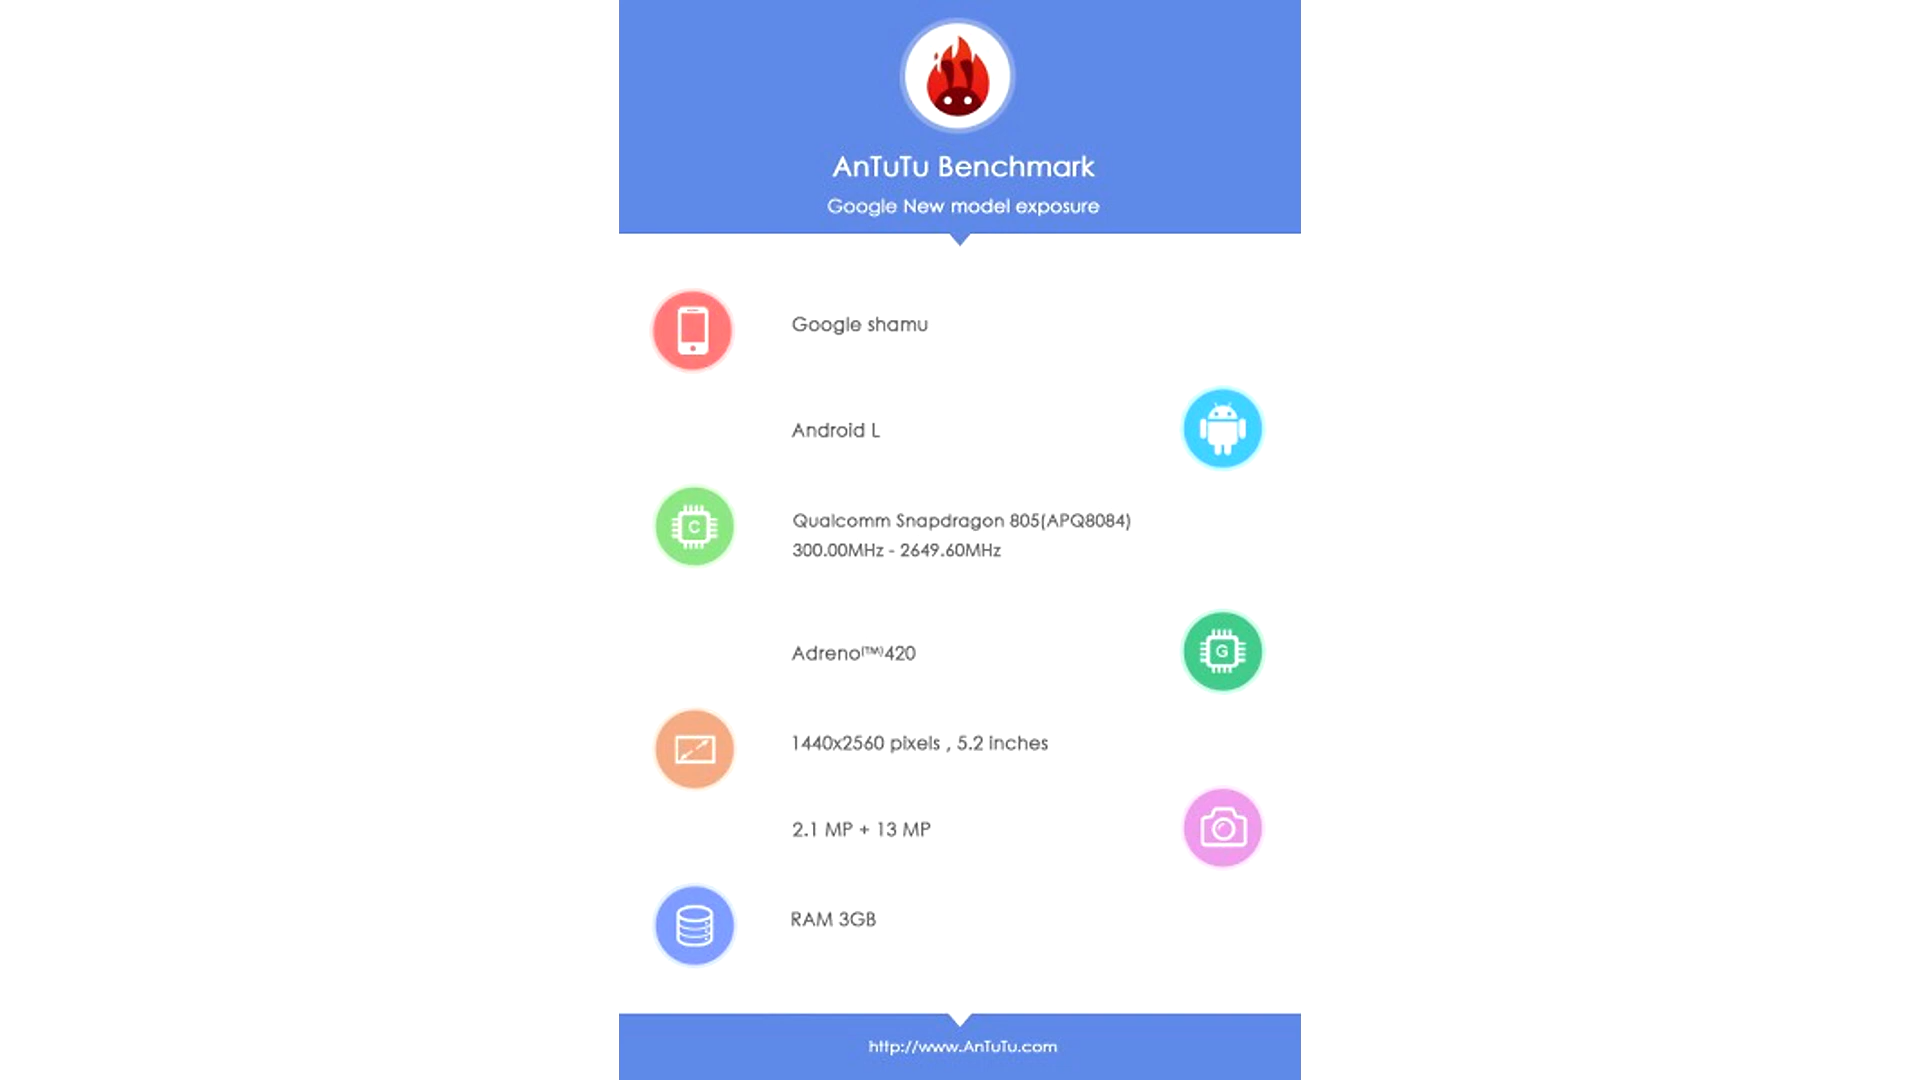 AnTuTu Benchmark
Google New model exposure
Google shamu
Android L
C
Qualcomm Snapdragon 805(APQ8084)
300.00MHz - 2649.60MHz
Adreno(TM)420
G
1440x2560 pixels , 5.2 inches
2.1 MP + 13 MP
RAM 3GB
http://www.AnTuTu.com